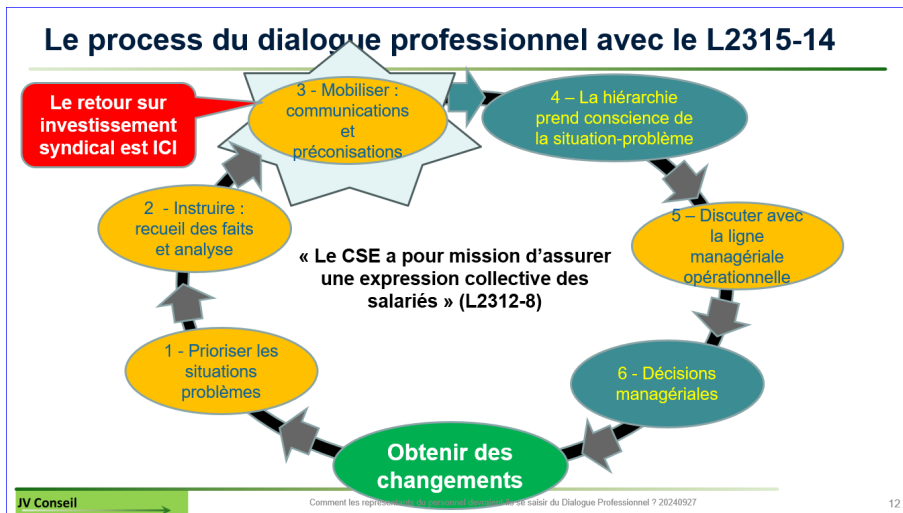 Le process du dialogue professionnel avec le L2315-14
Le retour sur
investissement
syndical est ICI
3 - Mobiliser :
communications
et
préconisations
4 – La hiérarchie
prend conscience de
la situation-problème
2 - Instruire :
recueil des faits
et analyse
5 – Discuter avec
la ligne
managériale
opérationnelle
« Le CSE a pour mission d’assurer
une expression collective des
salariés » (L2312-8)
1 - Prioriser les
situations
problèmes
6 - Décisions
managériales
Obtenir des
changements
JV Conseil
Comment les représentants du personnel se saisir du Dialogue Professionnel ? 20240927
12